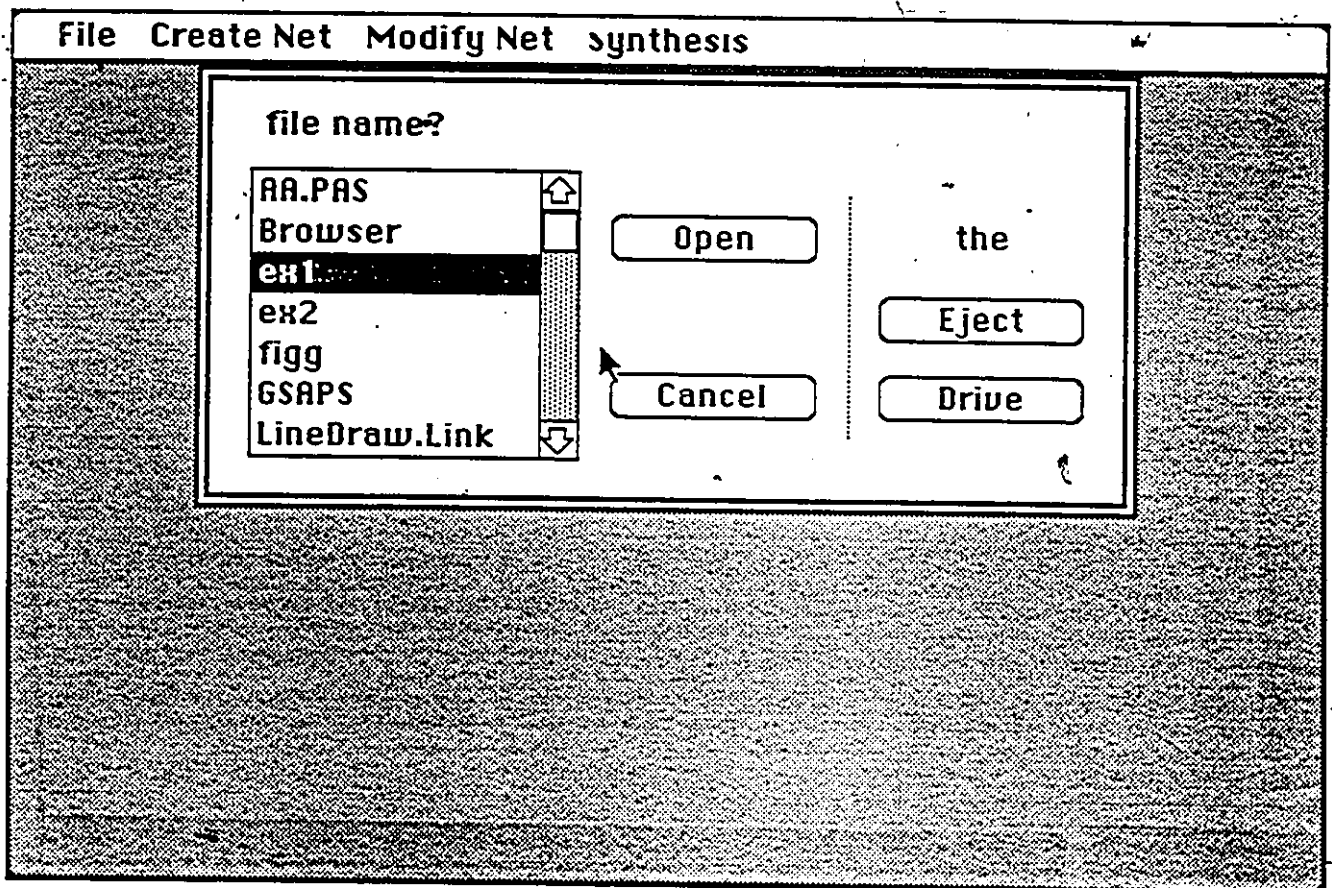 File Create Net Modify Net Synthesis
file name?
AA.PAS
Browser
ex1
ex2
figg
GSAPS
LineDraw.Link
Open
Cancel
the
Eject
Drive